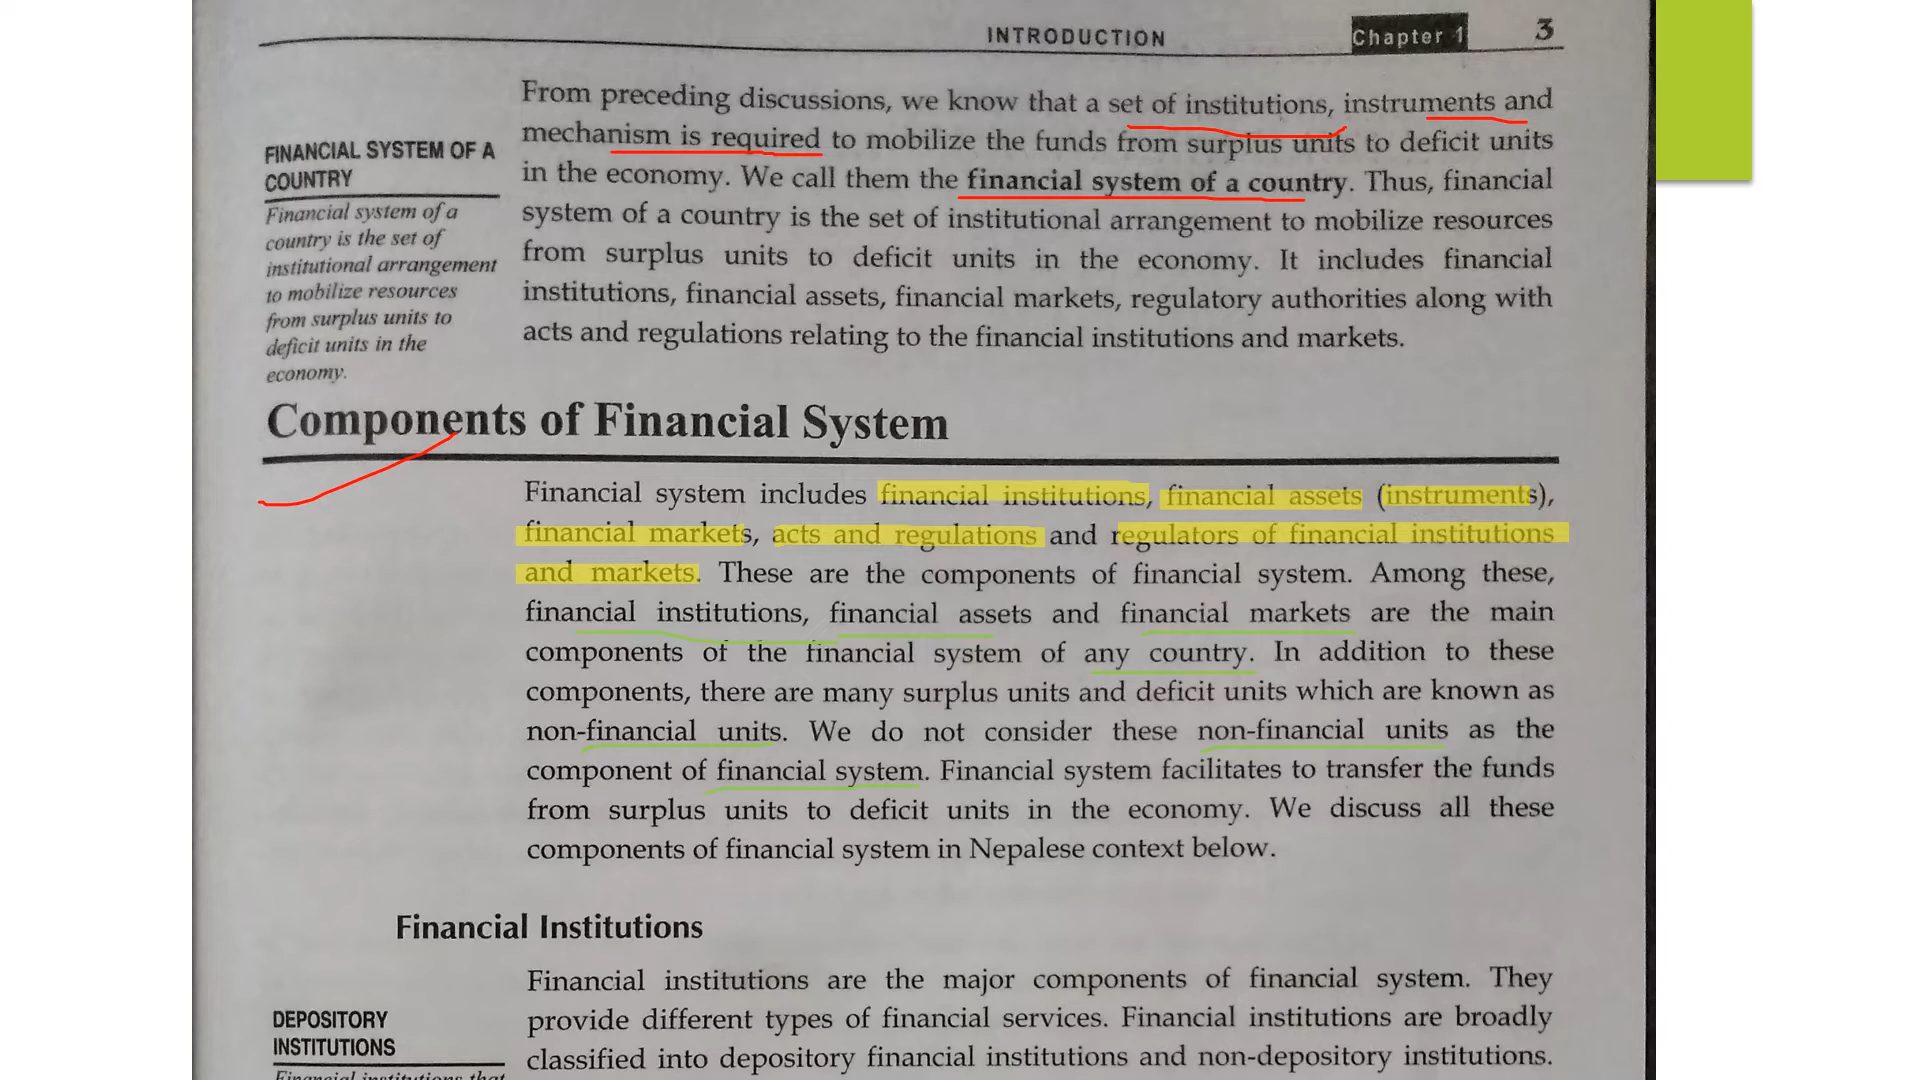 INTRODUCTION Chapter 1 3
From preceding discussions, we know that a set of institutions, instruments and
mechanism is required to mobilize the funds from surplus units to deficit units
in the economy. We call them the financial system of a country. Thus, financial
system of a country is the set of institutional arrangement to mobilize resources
from surplus units to deficit units in the economy. It includes financial
institutions, financial assets, financial markets, regulatory authorities along with
acts and regulations relating to the financial institutions and markets.
FINANCIAL SYSTEM OF A
COUNTRY
Financial system of a
country is the set of
institutional arrangement
to mobilize resources
from surplus units to
deficit units in the
economy.
Components of Financial System
Financial system includes financial institutions, financial assets (instruments),
financial markets, acts and regulations and regulators of financial institutions
and markets. These are the components of financial system. Among these,
financial institutions, financial assets and financial markets are the main
components of the financial system of any country. In addition to these
components, there are many surplus units and deficit units which are known as
non-financial units. We do not consider these non-financial units as the
component of financial system. Financial system facilitates to transfer the funds
from surplus units to deficit units in the economy. We discuss all these
components of financial system in Nepalese context below.
Financial Institutions
Financial institutions are the major components of financial system. They
provide different types of financial services. Financial institutions are broadly
classified into depository financial institutions and non-depository institutions.
DEPOSITORY
INSTITUTIONS
Financial institutions that